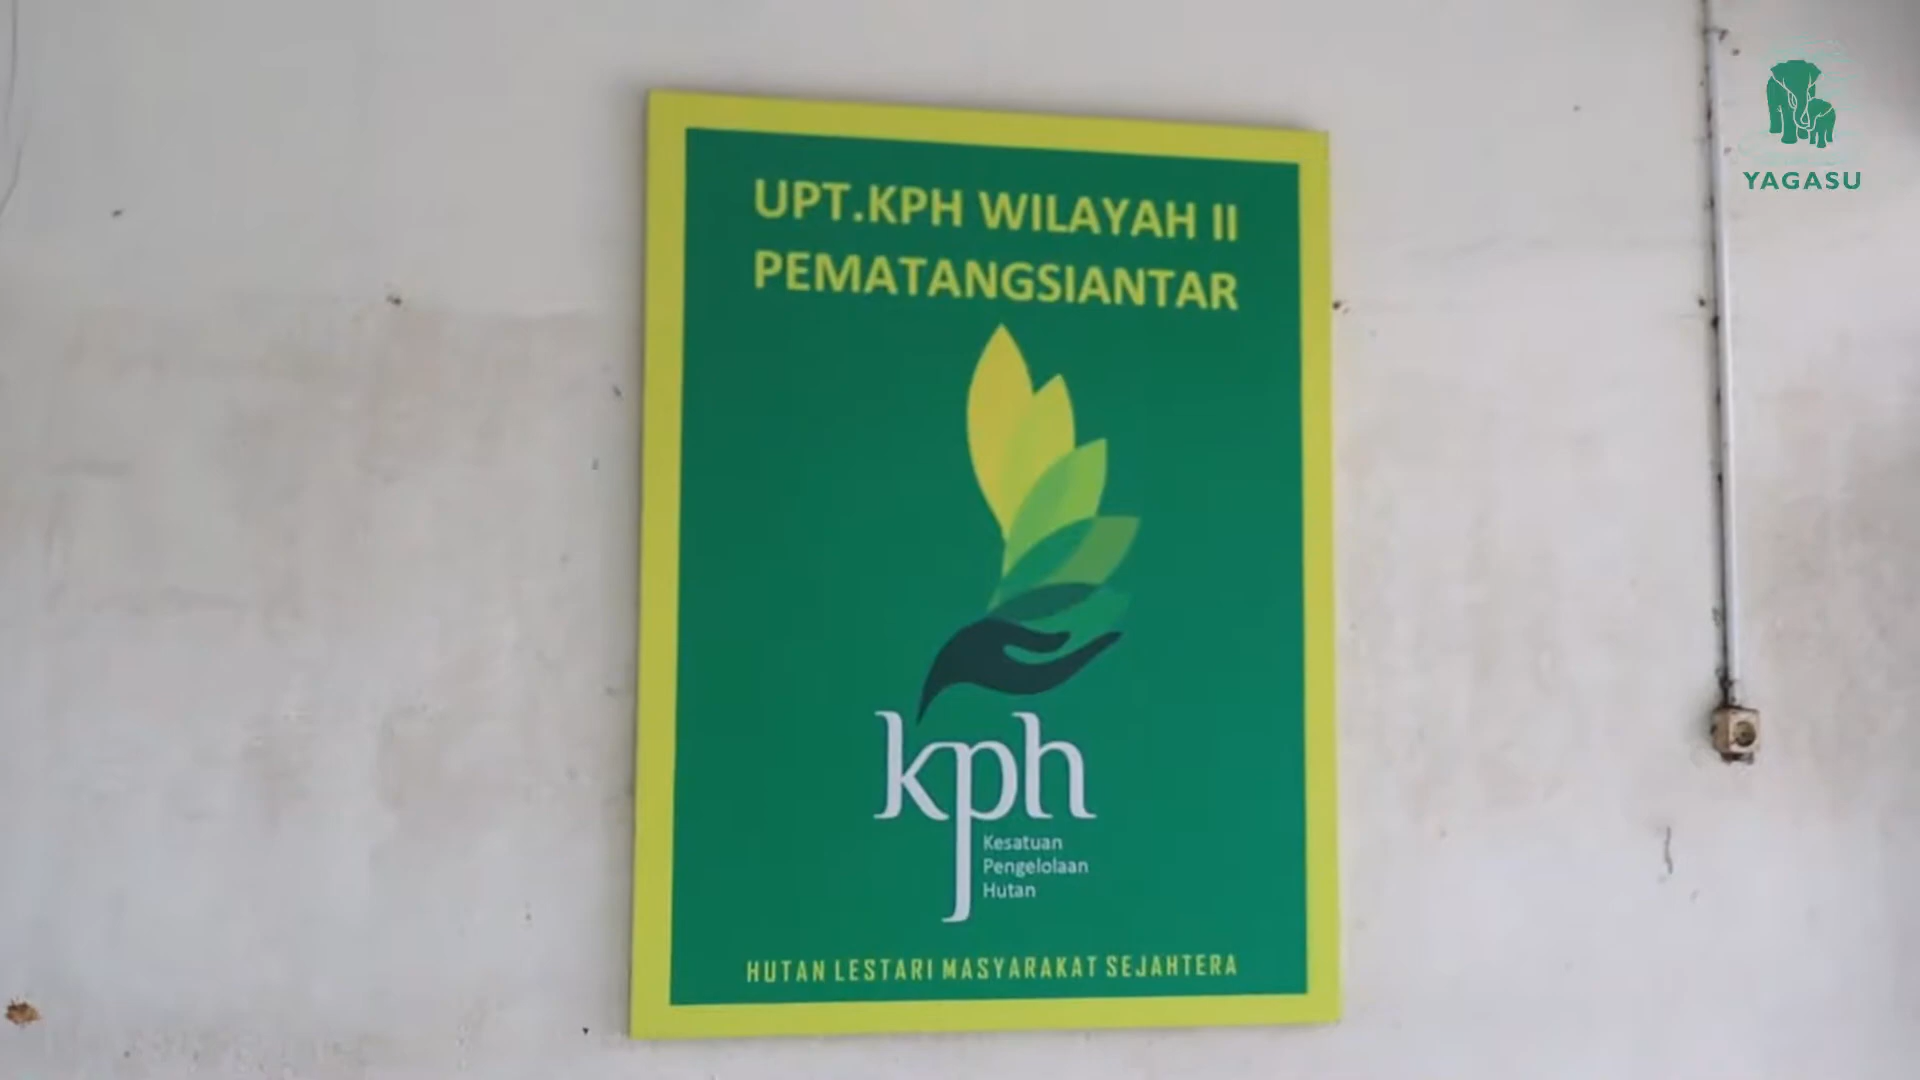 UPT.KPH WILAYAH II
PEMATANGSIANTAR
kph
Kesatuan
Pengelolaan
Hutan
HUTAN LESTARI MASYARAKAT SEJAHTERA
YAGASU